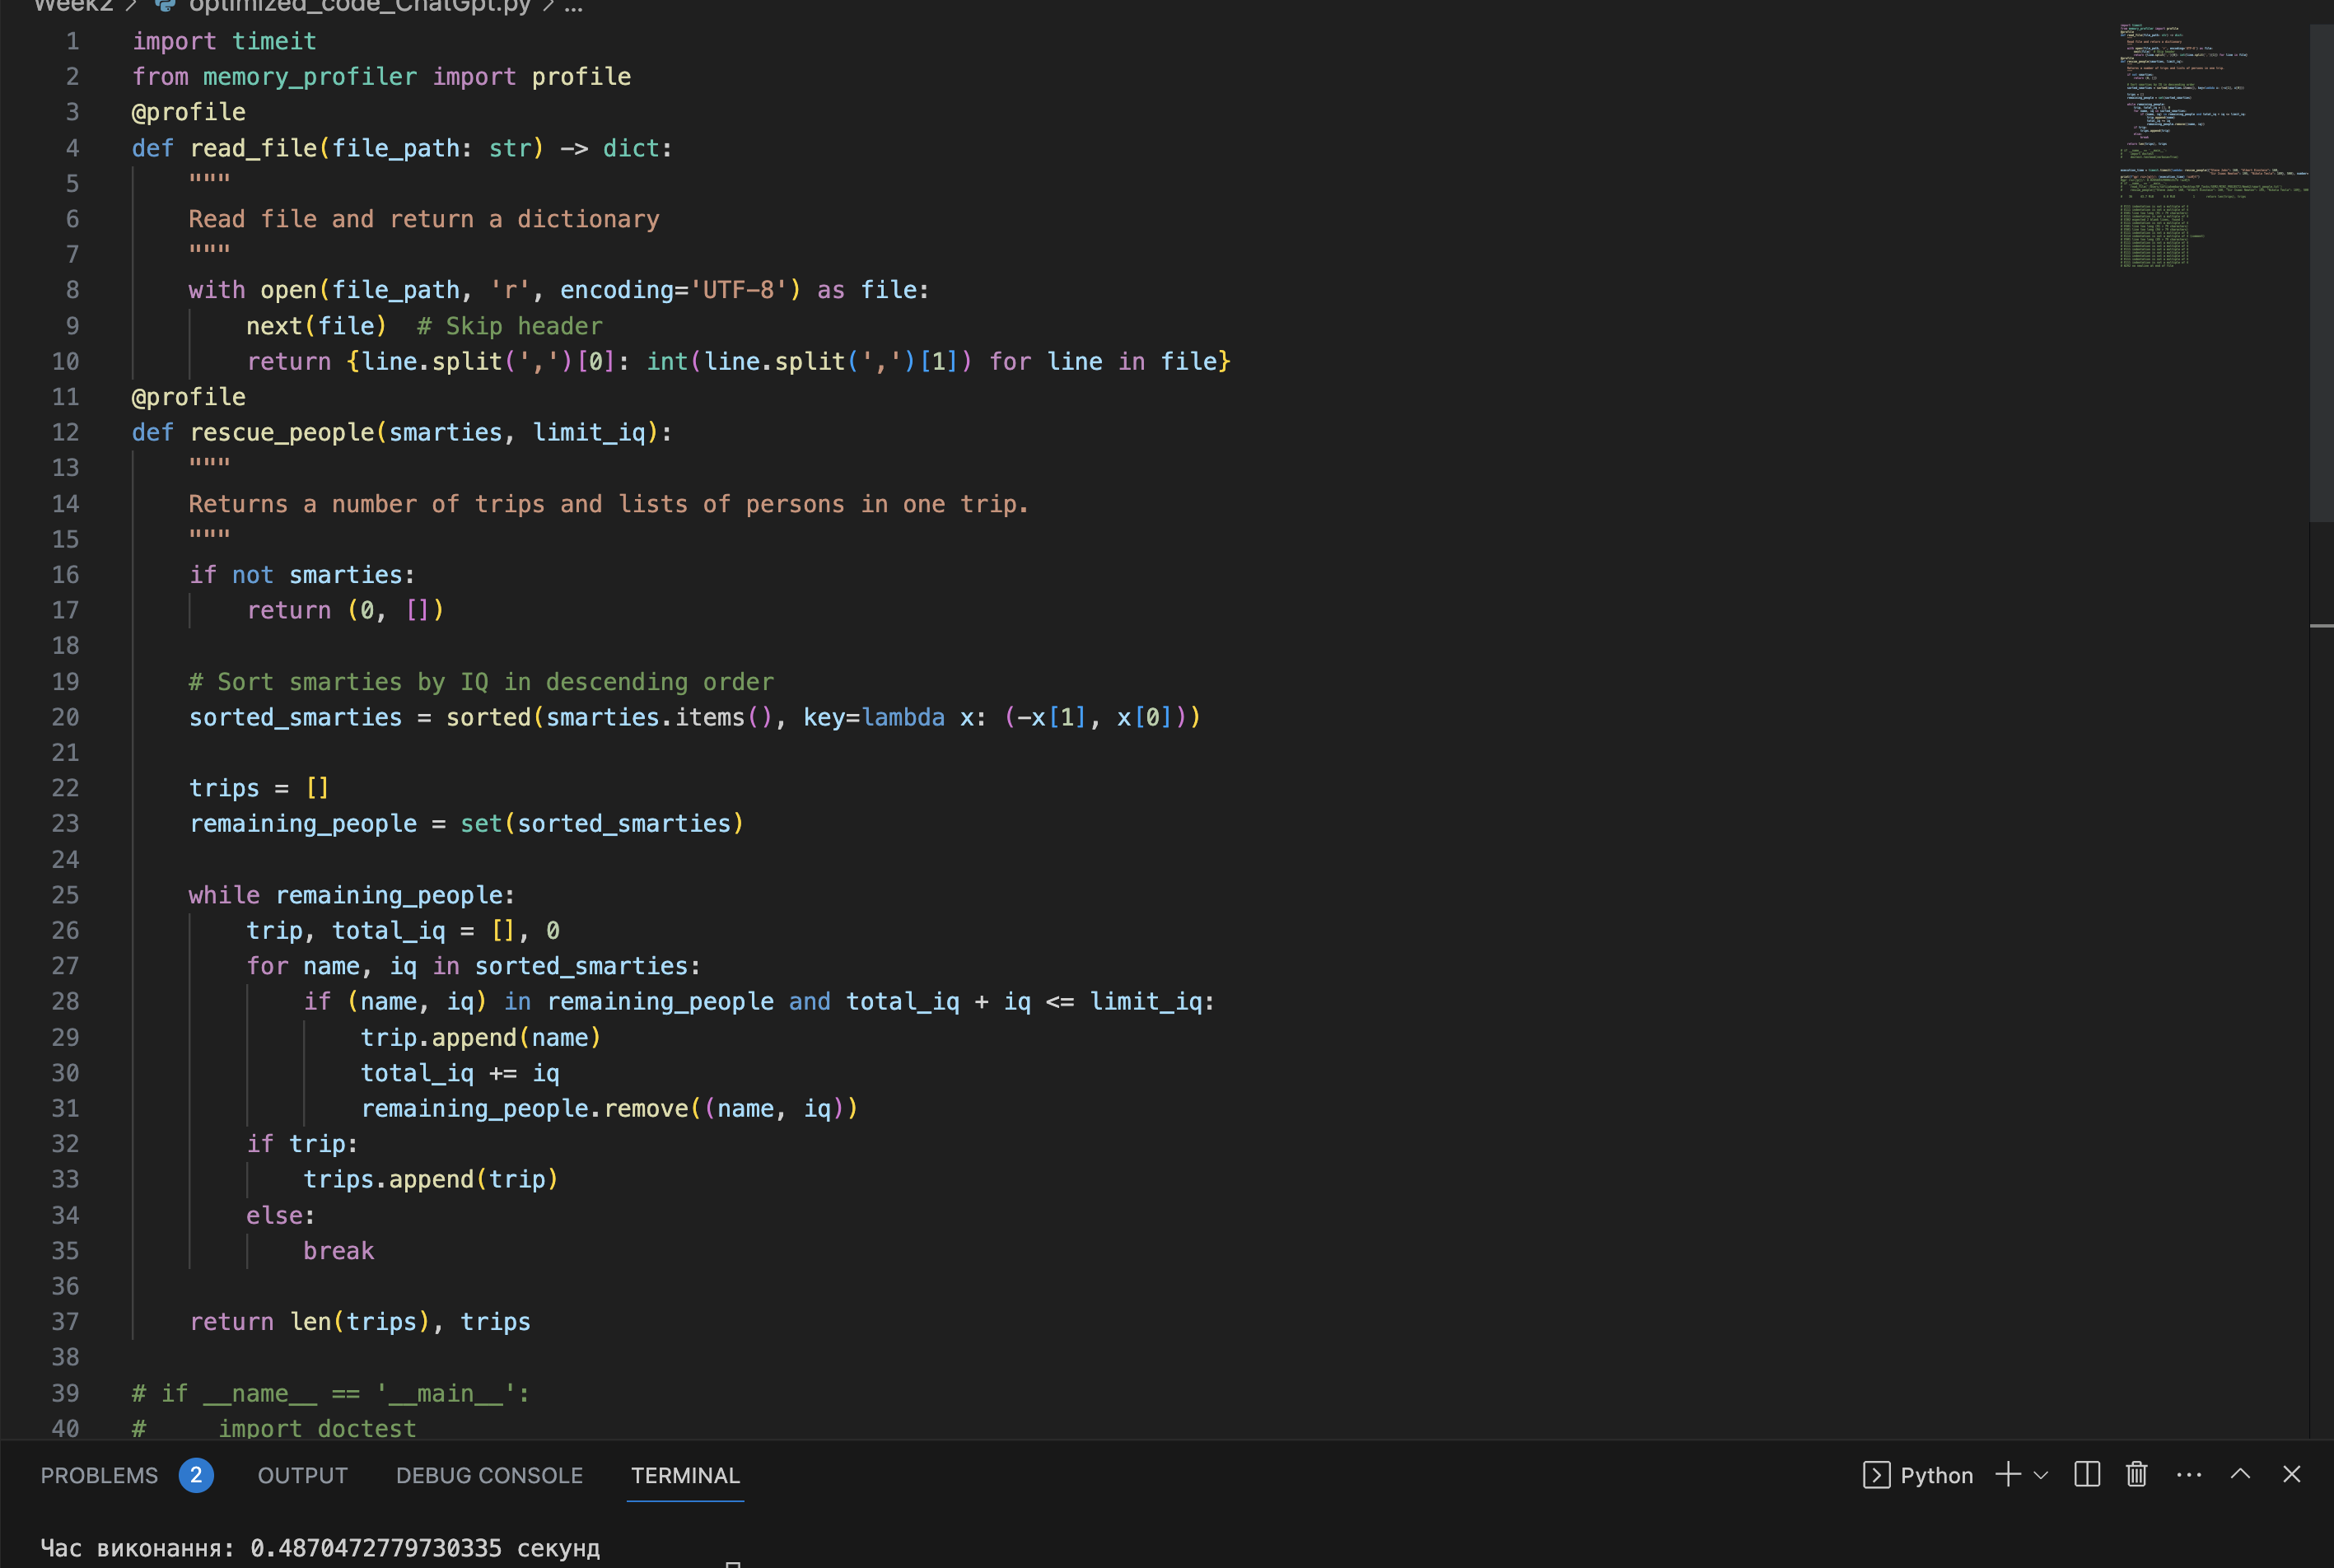 Week2 > optimized_code_ChatGpt.py > ...
1 import timeit
2 from memory_profiler import profile
3 @profile
4 def read_file(file_path: str) -> dict:
5     """
6     Read file and return a dictionary
7     """
8     with open(file_path, 'r', encoding='UTF-8') as file:
9         next(file)  # Skip header
10         return {line.split(',')[0]: int(line.split(',')[1]) for line in file}
11 @profile
12 def rescue_people(smarties, limit_iq):
13     """
14     Returns a number of trips and lists of persons in one trip.
15     """
16     if not smarties:
17         return (0, [])
18
19     # Sort smarties by IQ in descending order
20     sorted_smarties = sorted(smarties.items(), key=lambda x: (-x[1], x[0]))
21
22     trips = []
23     remaining_people = set(sorted_smarties)
24
25     while remaining_people:
26         trip, total_iq = [], 0
27         for name, iq in sorted_smarties:
28             if (name, iq) in remaining_people and total_iq + iq <= limit_iq:
29                 trip.append(name)
30                 total_iq += iq
31                 remaining_people.remove((name, iq))
32         if trip:
33             trips.append(trip)
34         else:
35             break
36
37     return len(trips), trips
38
39 # if __name__ == '__main__':
40 #     import doctest
PROBLEMS 2 OUTPUT DEBUG CONSOLE TERMINAL Python
Час виконання: 0.4870472779730335 секунд